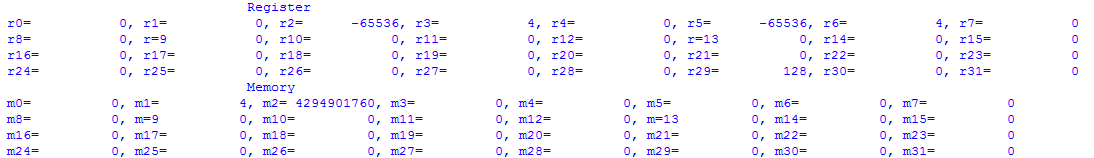 Register
r0= 0, r1= 0, r2= -65536, r3= 4, r4= 0, r5= -65536, r6= 4, r7= 0
r8= 0, r=9 0, r10= 0, r11= 0, r12= 0, r=13 0, r14= 0, r15= 0
r16= 0, r17= 0, r18= 0, r19= 0, r20= 0, r21= 0, r22= 0, r23= 0
r24= 0, r25= 0, r26= 0, r27= 0, r28= 0, r29= 128, r30= 0, r31= 0
Memory
m0= 0, m1= 4, m2= 4294901760, m3= 0, m4= 0, m5= 0, m6= 0, m7= 0
m8= 0, m=9 0, m10= 0, m11= 0, m12= 0, m=13 0, m14= 0, m15= 0
m16= 0, m17= 0, m18= 0, m19= 0, m20= 0, m21= 0, m22= 0, m23= 0
m24= 0, m25= 0, m26= 0, m27= 0, m28= 0, m29= 0, m30= 0, m31= 0